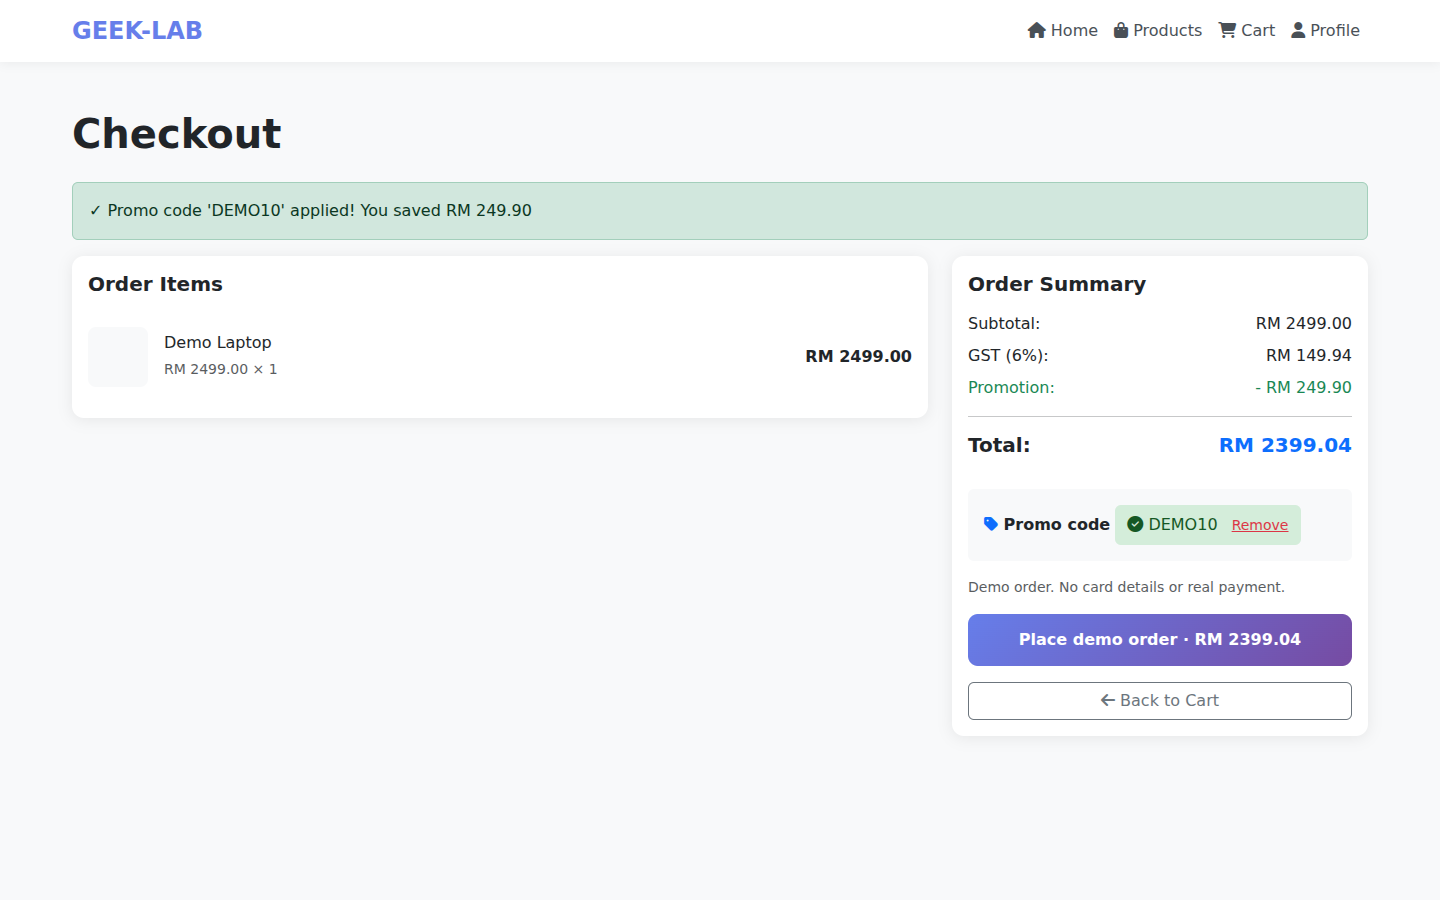 GEEK-LAB
Home Products Cart Profile
Checkout
✓ Promo code 'DEMO10' applied! You saved RM 249.90
Order Items
Demo Laptop
RM 2499.00 × 1
RM 2499.00
Order Summary
Subtotal: RM 2499.00
GST (6%): RM 149.94
Promotion: - RM 249.90
Total: RM 2399.04
Promo code DEMO10 Remove
Demo order. No card details or real payment.
Place demo order · RM 2399.04
Back to Cart